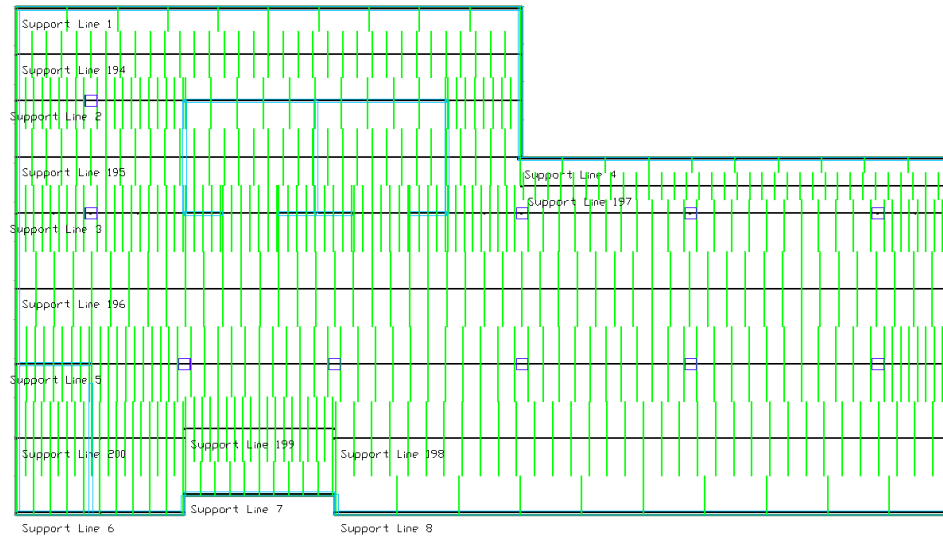 Support Line 1
Support Line 194
Support Line 2
Support Line 195
Support Line 4
Support Line 197
Support Line 3
Support Line 196
Support Line 5
Support Line 199
Support Line 200
Support Line 198
Support Line 7
Support Line 6
Support Line 8